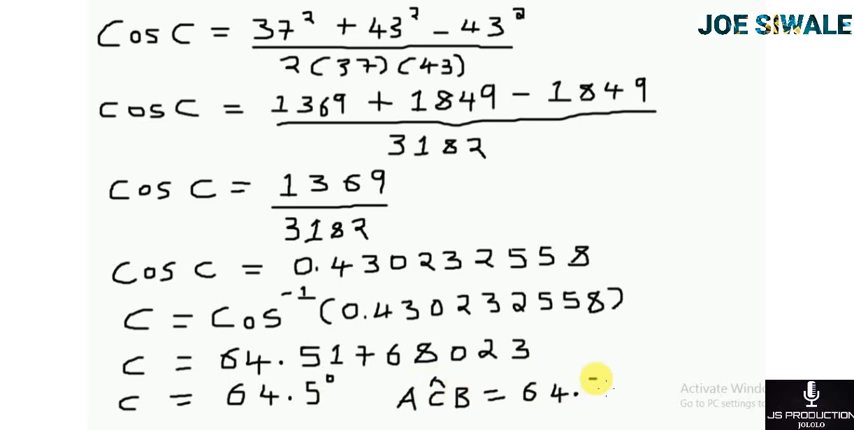 JOE SIWALE
Cos C = 37² + 43² - 43² / 2(37)(43)
cos C = 1369 + 1849 - 1849 / 3182
Cos C = 1369 / 3182
Cos C = 0.430232558
C = Cos⁻¹(0.430232558)
C = 64.51768023
C = 64.5° AĈB = 64.
Activate Wind
Go to PC settings to
JS PRODUCTION
JOLOLO